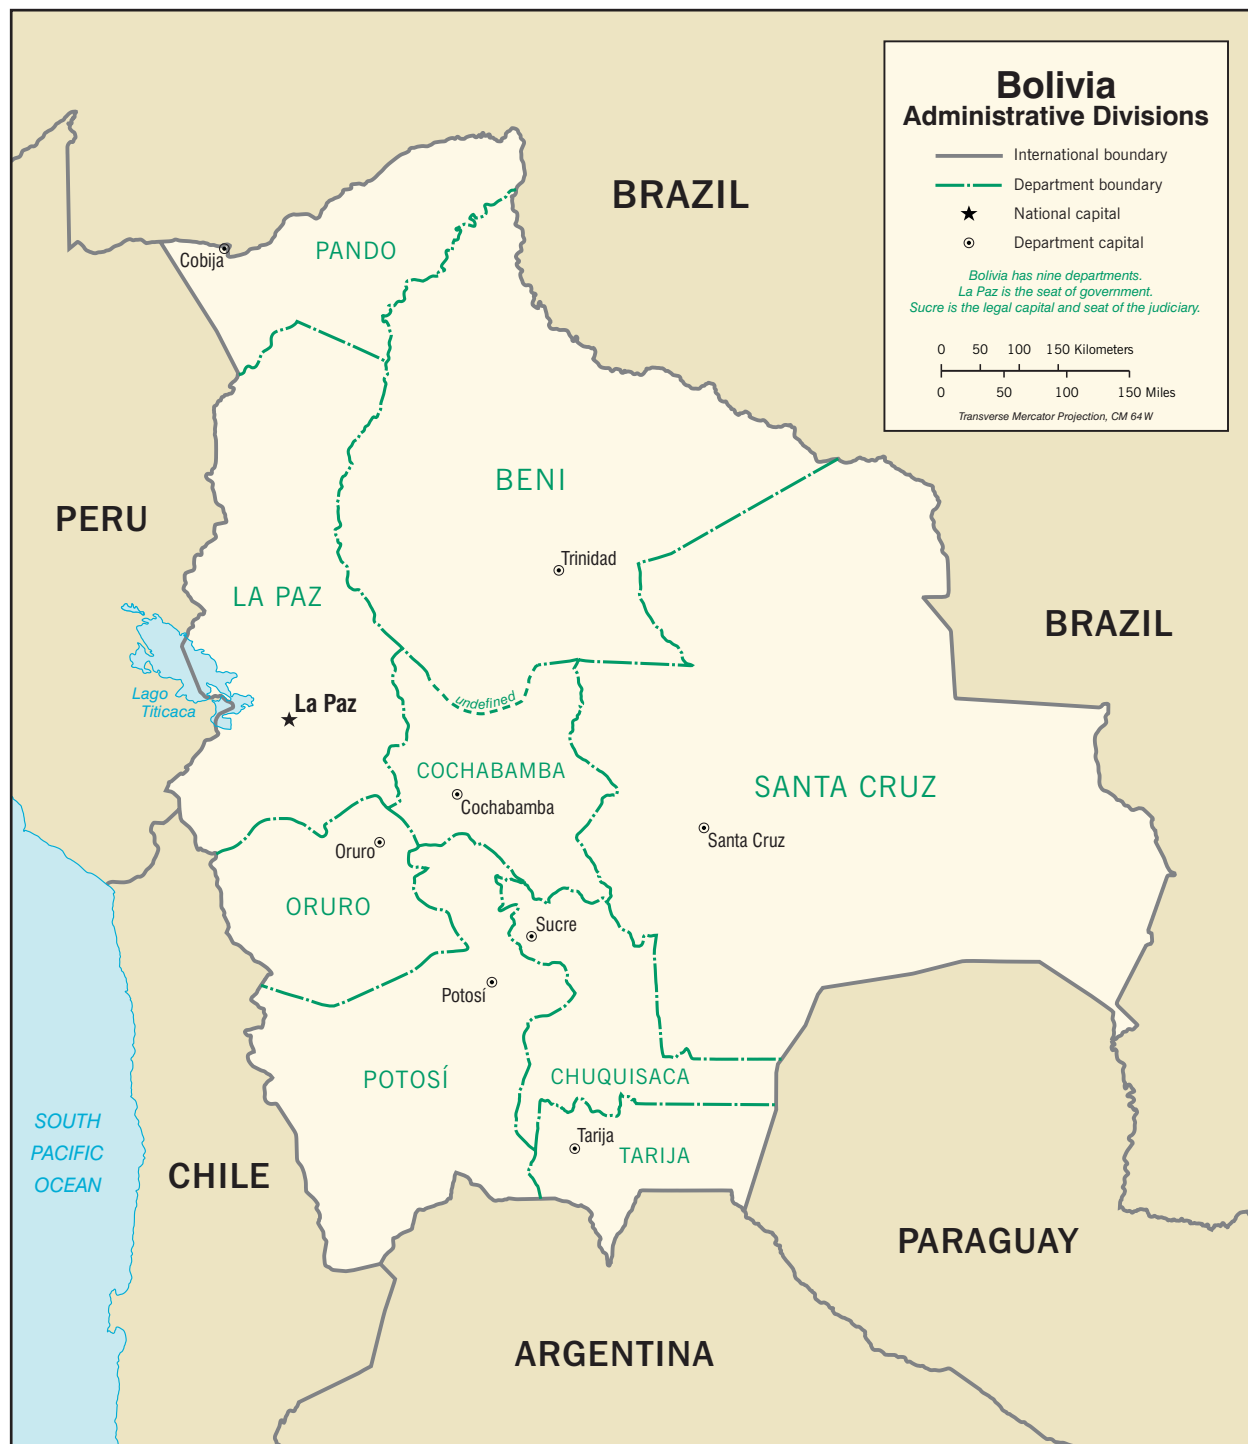 Bolivia
Administrative Divisions
International boundary
Department boundary
National capital
Department capital
Bolivia has nine departments.
La Paz is the seat of government.
Sucre is the legal capital and seat of the judiciary.
0 50 100 150 Kilometers
0 50 100 150 Miles
Transverse Mercator Projection, CM 64W
BRAZIL
PANDO
Cobija
BENI
PERU
Trinidad
LA PAZ
BRAZIL
Lago
Titicaca
La Paz
undefined
COCHABAMBA
Cochabamba
SANTA CRUZ
Santa Cruz
Oruro
ORURO
Sucre
Potosí
POTOSÍ
CHUQUISACA
Tarija
TARIJA
SOUTH
PACIFIC
OCEAN
CHILE
PARAGUAY
ARGENTINA